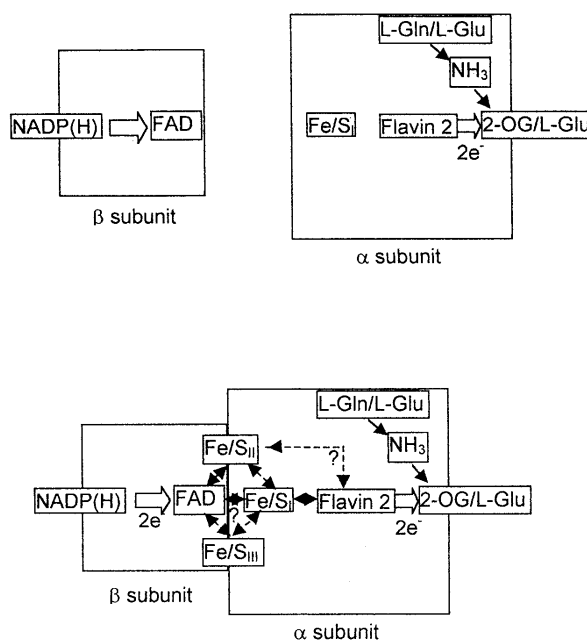 L-Gln/L-Glu
NH3
NADP(H) FAD Fe/SI Flavin 2 2-OG/L-Glu
2e-
β subunit
α subunit
L-Gln/L-Glu
Fe/SII
?
NH3
NADP(H) FAD Fe/SI Flavin 2 2-OG/L-Glu
2e- ? 2e-
Fe/SIII
β subunit
α subunit